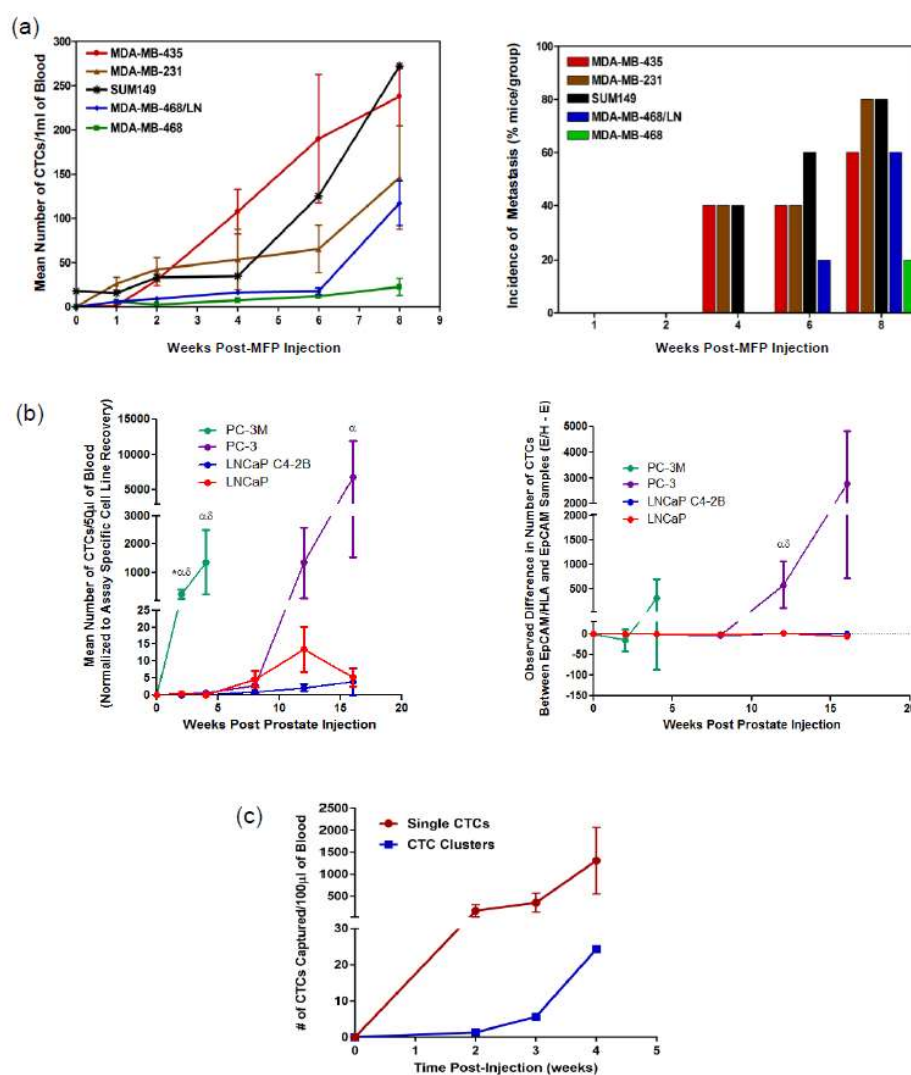 (a)
Mean Number of CTCs/1ml of Blood
300
250
200
150
100
50
0
MDA-MB-435
MDA-MB-231
SUM149
MDA-MB-468/LN
MDA-MB-468
0 1 2 3 4 5 6 7 8 9
Weeks Post-MFP Injection
Incidence of Metastasis (% mice/group)
100
80
60
40
20
0
MDA-MB-435
MDA-MB-231
SUM149
MDA-MB-468/LN
MDA-MB-468
1 2 4 6 8
Weeks Post-MFP Injection
(b)
Mean Number of CTCs/50µl of Blood
(Normalized to Assay Specific Cell Line Recovery)
15000
10000
5000
3000
2000
1000
25
20
15
10
5
0
PC-3M
PC-3
LNCaP C4-2B
LNCaP
*αδ
αδ
α
0 5 10 15 20
Weeks Post Prostate Injection
Observed Difference in Number of CTCs
Between EpCAM/HLA and EpCAM Samples (E/H - E)
5000
4000
3000
2000
2000
1500
1000
500
0
-50
-100
-150
PC-3M
PC-3
LNCaP C4-2B
LNCaP
αδ
0 5 10 15 20
Weeks Post Prostate Injection
(c)
# of CTCs Captured/100µl of Blood
2500
2000
1500
1000
500
30
20
10
0
Single CTCs
CTC Clusters
0 1 2 3 4 5
Time Post-Injection (weeks)